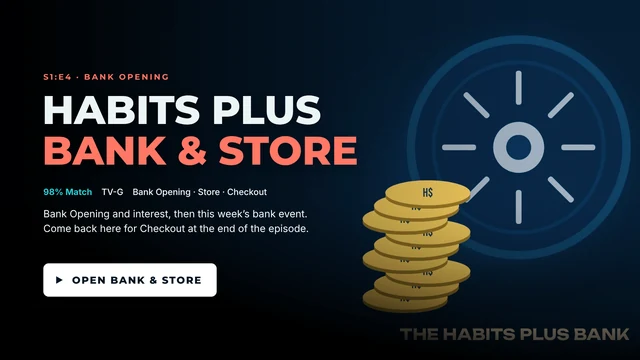 S1:E4 · BANK OPENING
HABITS PLUS
BANK & STORE
98% Match TV-G Bank Opening · Store · Checkout
Bank Opening and interest, then this week's bank event.
Come back here for Checkout at the end of the episode.
OPEN BANK & STORE
H$
H$
H$
THE HABITS PLUS BANK